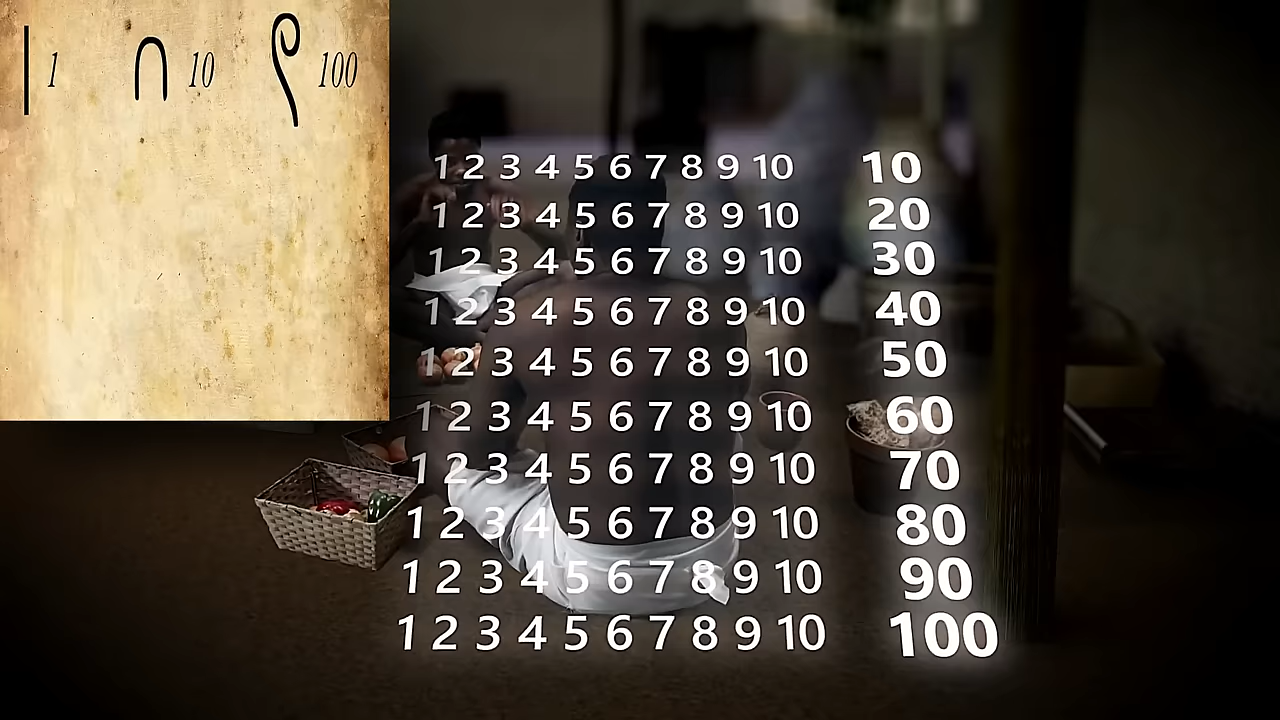 | 1 ∩ 10 𓍢 100
1 2 3 4 5 6 7 8 9 10 10
1 2 3 4 5 6 7 8 9 10 20
1 2 3 4 5 6 7 8 9 10 30
1 2 3 4 5 6 7 8 9 10 40
1 2 3 4 5 6 7 8 9 10 50
1 2 3 4 5 6 7 8 9 10 60
1 2 3 4 5 6 7 8 9 10 70
1 2 3 4 5 6 7 8 9 10 80
1 2 3 4 5 6 7 8 9 10 90
1 2 3 4 5 6 7 8 9 10 100